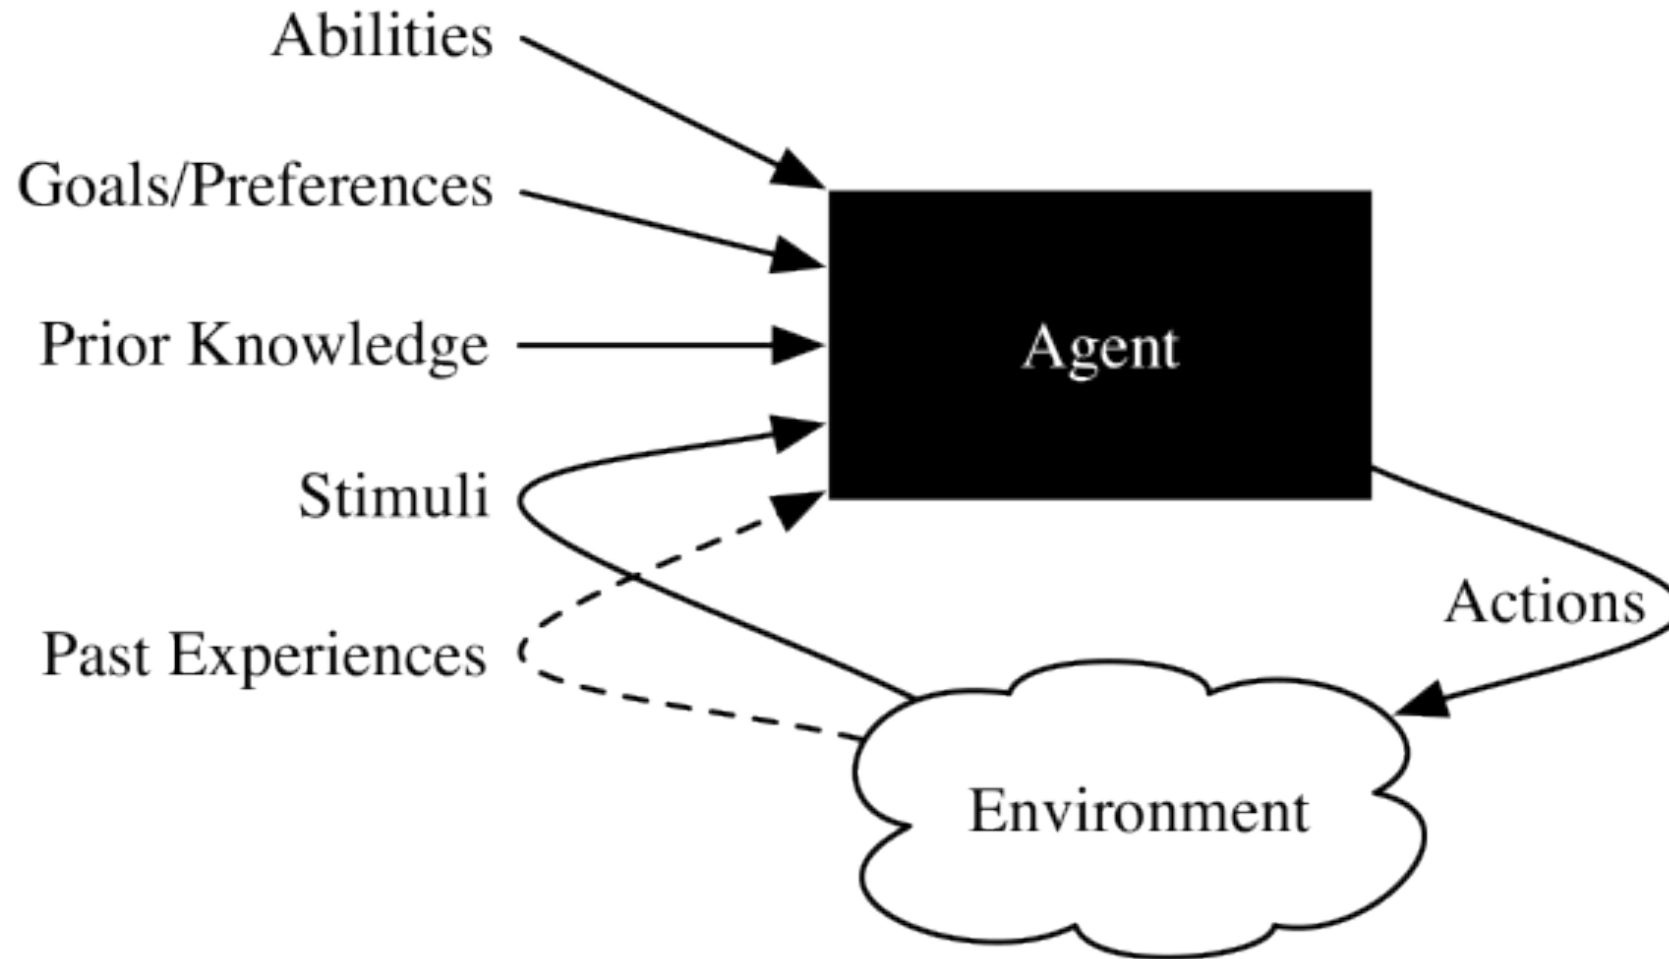 Abilities
Goals/Preferences
Prior Knowledge
Agent
Stimuli
Actions
Past Experiences
Environment